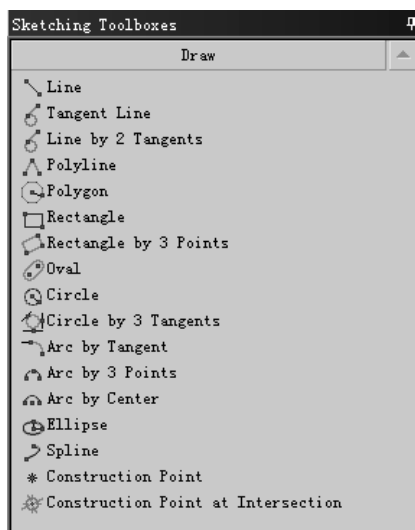 Sketching Toolboxes
Draw
Line
Tangent Line
Line by 2 Tangents
Polyline
Polygon
Rectangle
Rectangle by 3 Points
Oval
Circle
Circle by 3 Tangents
Arc by Tangent
Arc by 3 Points
Arc by Center
Ellipse
Spline
Construction Point
Construction Point at Intersection